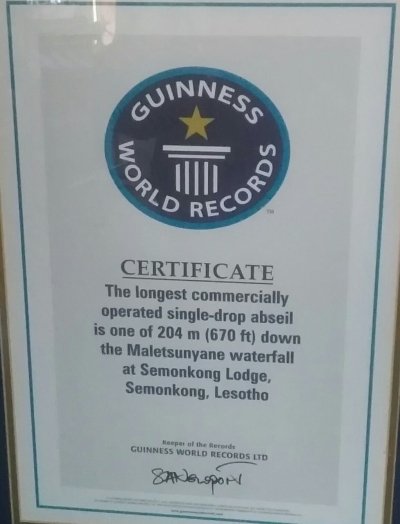 GUINNESS
WORLD RECORDS
TM
CERTIFICATE
The longest commercially
operated single-drop abseil
is one of 204 m (670 ft) down
the Maletsunyane waterfall
at Semonkong Lodge,
Semonkong, Lesotho
Keeper of the Records
GUINNESS WORLD RECORDS LTD